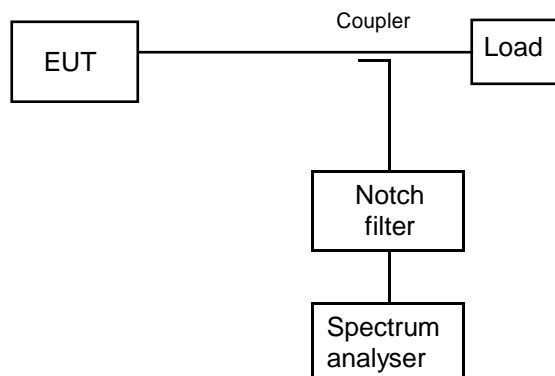 Coupler
EUT
Load
Notch
filter
Spectrum
analyser